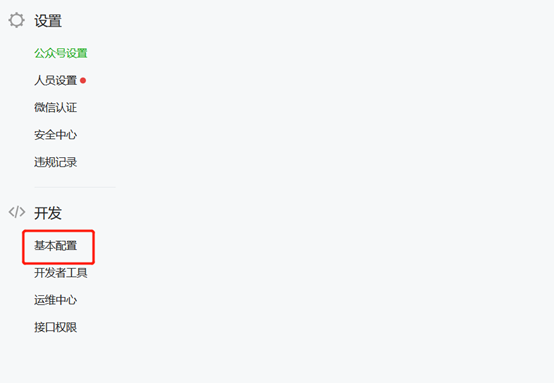 设置
公众号设置
人员设置
微信认证
安全中心
违规记录
开发
基本配置
开发者工具
运维中心
接口权限